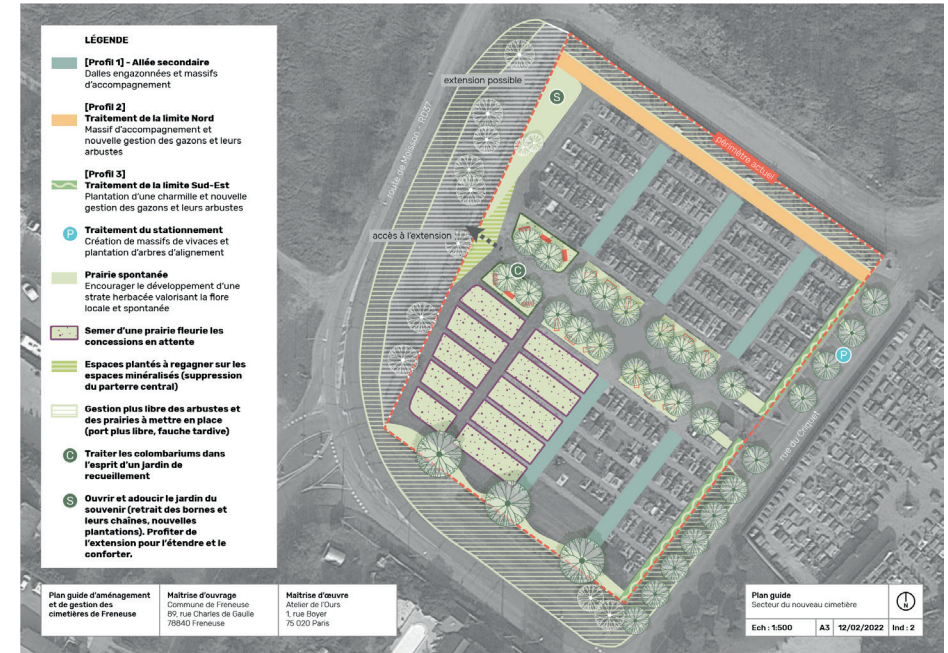 LÉGENDE
[Profil 1] - Allée secondaire
Dalles engazonnées et massifs
d'accompagnement
[Profil 2]
Traitement de la limite Nord
Massif d'accompagnement et
nouvelle gestion des gazons et leurs
arbustes
[Profil 3]
Traitement de la limite Sud-Est
Plantation d'une charmille et nouvelle
gestion des gazons et leurs arbustes
P
Traitement du stationnement
Création de massifs de vivaces et
plantation d'arbres d'alignement
Prairie spontanée
Encourager le développement d'une
strate herbacée valorisant la flore
locale et spontanée
Semer d'une prairie fleurie les
concessions en attente
Espaces plantés à regagner sur les
espaces minéralisés (suppression
du parterre central)
Gestion plus libre des arbustes et
des prairies à mettre en place
(port plus libre, fauche tardive)
C
Traiter les colombariums dans
l'esprit d'un jardin de
recueillement
S
Ouvrir et adoucir le jardin du
souvenir (retrait des bornes et
leurs chaînes, nouvelles
plantations). Profiter de
l'extension pour l'étendre et le
conforter.
extension possible
S
route de Moisson - RD37
périmètre actuel
accès à l'extension
C
P
rue du Criquet
Plan guide d'aménagement
et de gestion des
cimetières de Freneuse
Maîtrise d'ouvrage
Commune de Freneuse
89, rue Charles de Gaulle
78840 Freneuse
Maîtrise d'œuvre
Atelier de l'Ours
1, rue Boyer
75 020 Paris
Plan guide
Secteur du nouveau cimetière
N
Ech : 1:500
A3
12/02/2022
Ind : 2